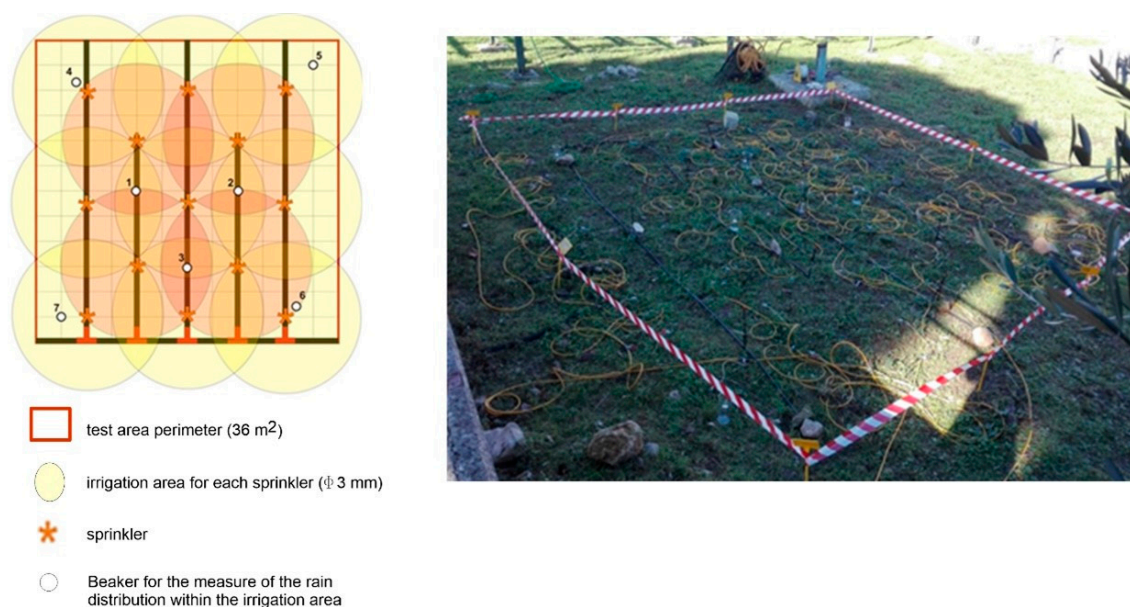 4
5
1
2
3
7
6
test area perimeter (36 m²)
irrigation area for each sprinkler (Φ 3 mm)
sprinkler
Beaker for the measure of the rain
distribution within the irrigation area